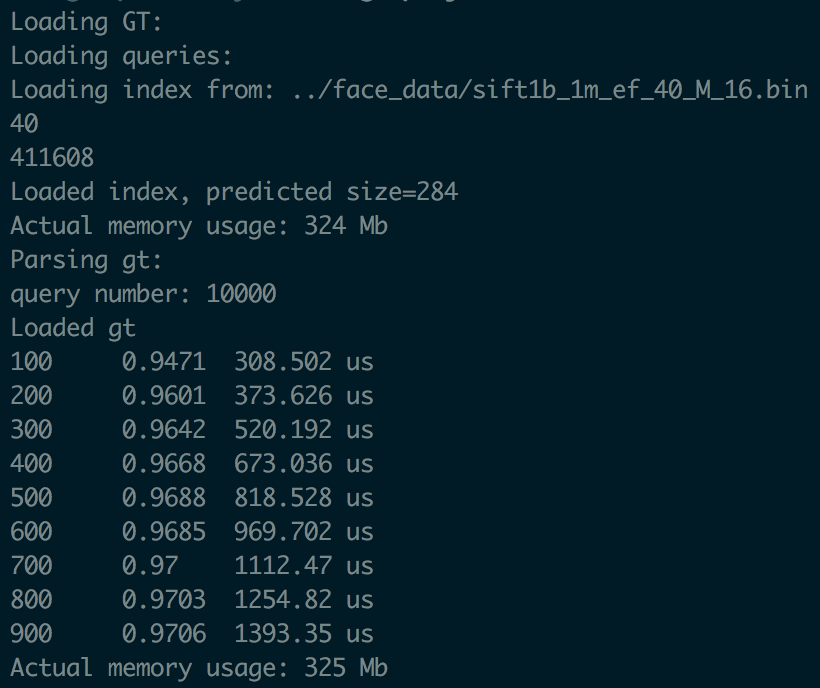 Loading GT:
Loading queries:
Loading index from: ../face_data/sift1b_1m_ef_40_M_16.bin
40
411608
Loaded index, predicted size=284
Actual memory usage: 324 Mb
Parsing gt:
query number: 10000
Loaded gt
100 0.9471 308.502 us
200 0.9601 373.626 us
300 0.9642 520.192 us
400 0.9668 673.036 us
500 0.9688 818.528 us
600 0.9685 969.702 us
700 0.97 1112.47 us
800 0.9703 1254.82 us
900 0.9706 1393.35 us
Actual memory usage: 325 Mb